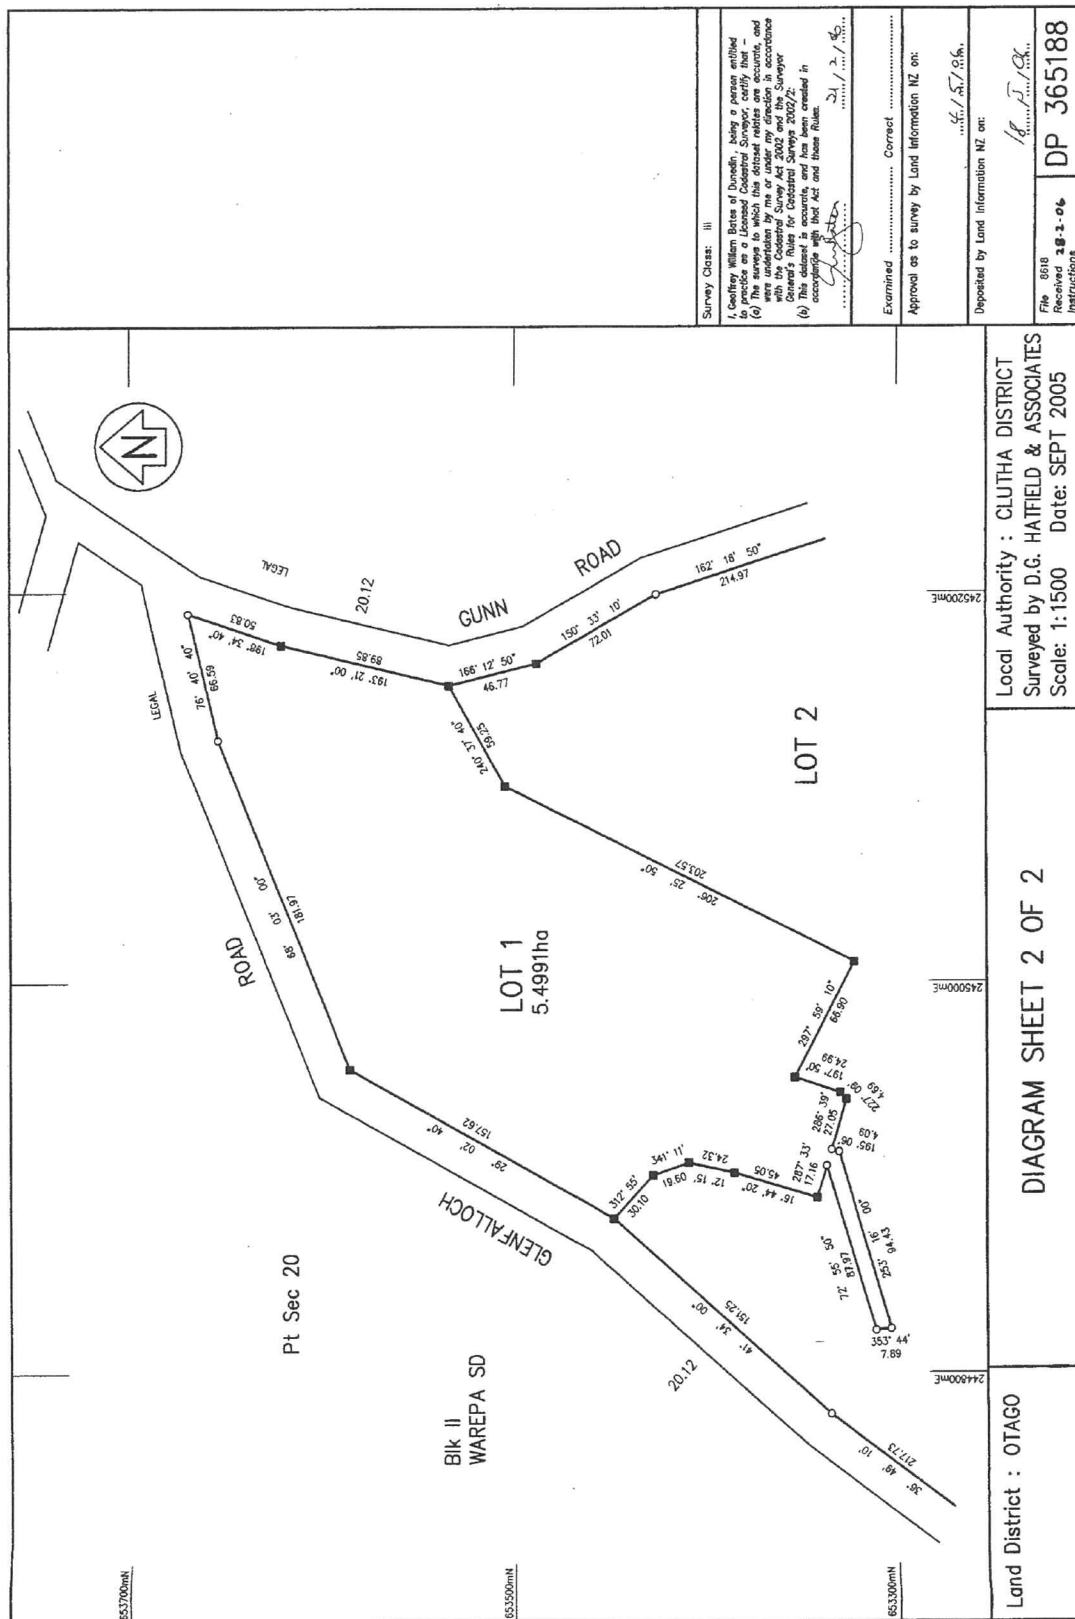 653700mN
653500mN
653300mN
245200mE
245000mE
244800mE
N
LEGAL
LEGAL
20.12
GUNN
ROAD
ROAD
GLENFALLOCH
20.12
Pt Sec 20
Blk II
WAREPA SD
LOT 1
5.4991ha
LOT 2
76° 40' 40"
66.59
198° 34' 40"
50.83
193° 21' 00"
89.85
166° 12' 50"
46.77
150° 33' 10"
72.01
162° 18' 50"
214.97
240° 37' 40"
59.25
206° 25' 50"
203.57
68° 03' 00"
181.97
29° 02' 40"
157.62
41° 34' 00"
151.25
36° 49' 10"
217.73
312° 55'
30.10
341° 11'
19.60
12° 15'
24.32
16° 44' 20"
45.05
287° 33'
17.16
72° 55' 50"
87.97
353° 44'
7.89
253° 16' 00"
94.43
195° 06'
4.09
286° 39'
27.05
227° 09'
4.69
197° 50'
24.99
297° 59' 10"
66.90
Survey Class: III
I, Geoffrey William Bates of Dunedin, being a person entitled
to practice as a Licensed Cadastral Surveyor, certify that -
(a) The surveys to which this dataset relates are accurate, and
were undertaken by me or under my direction in accordance
with the Cadastral Survey Act 2002 and the Surveyor
General's Rules for Cadastral Surveys 2002/2:
(b) This dataset is accurate, and has been created in
accordance with that Act and those Rules.
Examined .................. Correct ..................
Approval as to survey by Land Information NZ on:
4/5/06
Deposited by Land Information NZ on:
File 8618
Received 28-2-06
Instructions
DP 365188
Land District : OTAGO
DIAGRAM SHEET 2 OF 2
Local Authority : CLUTHA DISTRICT
Surveyed by D.G. HATFIELD & ASSOCIATES
Scale: 1:1500 Date: SEPT 2005